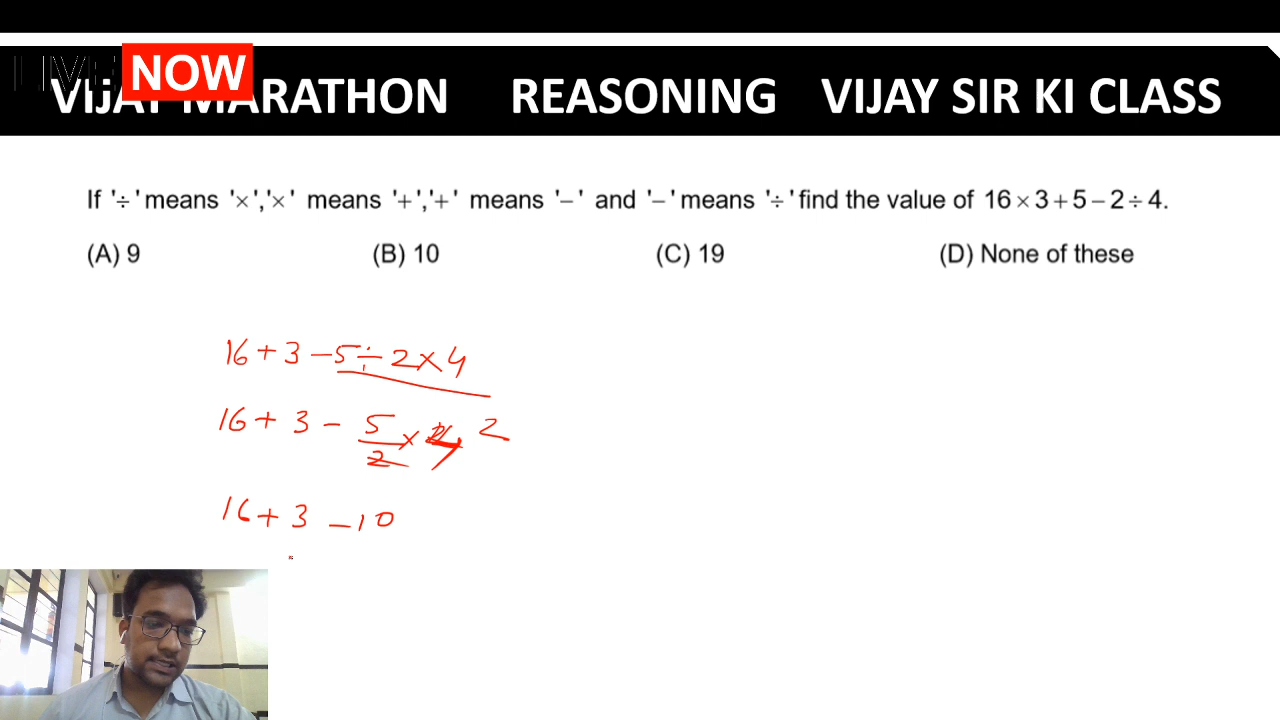 LIVE NOW
VIJAY MARATHON REASONING VIJAY SIR KI CLASS
If '÷' means '×','×' means '+','+' means '−' and '−' means '÷' find the value of 16 × 3 + 5 − 2 ÷ 4.
(A) 9 (B) 10 (C) 19 (D) None of these
16 + 3 − 5 ÷ 2 × 4
16 + 3 − 5/2 × 4 2
16 + 3 − 10